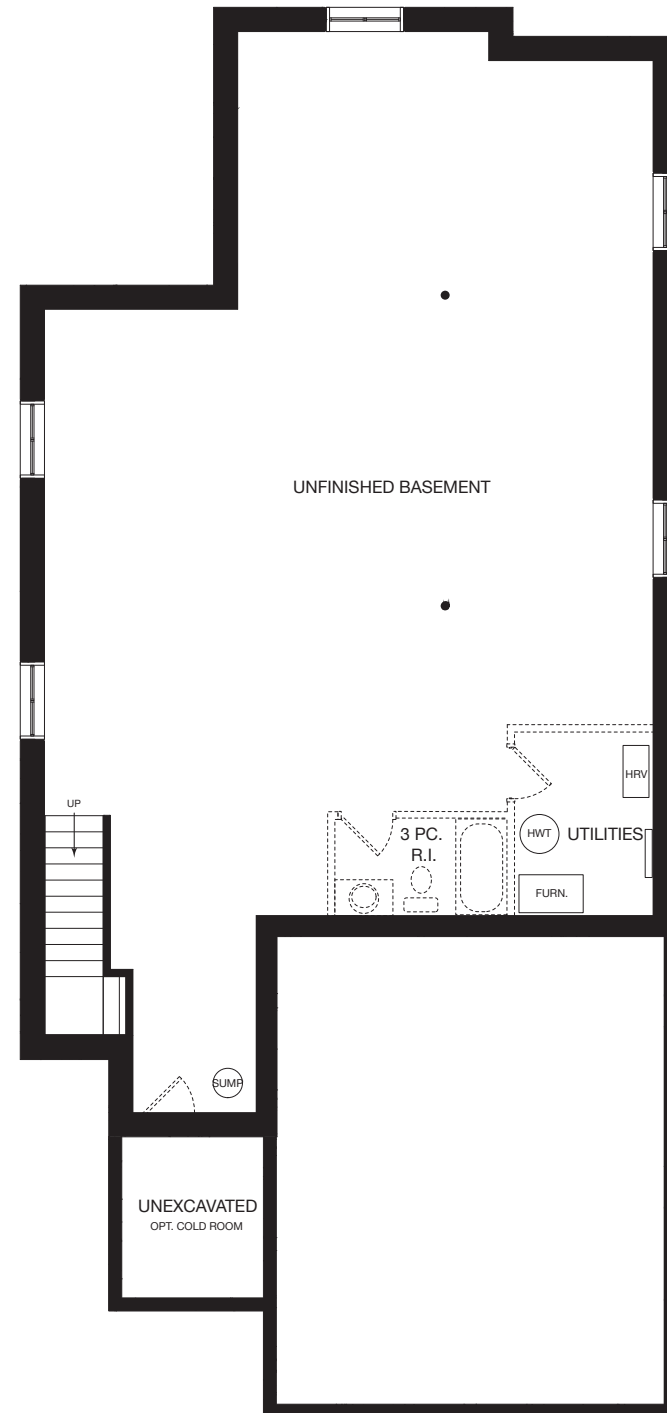 UNFINISHED BASEMENT
HRV
UP
3 PC.
R.I.
HWT
UTILITIES
FURN.
SUMP
UNEXCAVATED
OPT. COLD ROOM